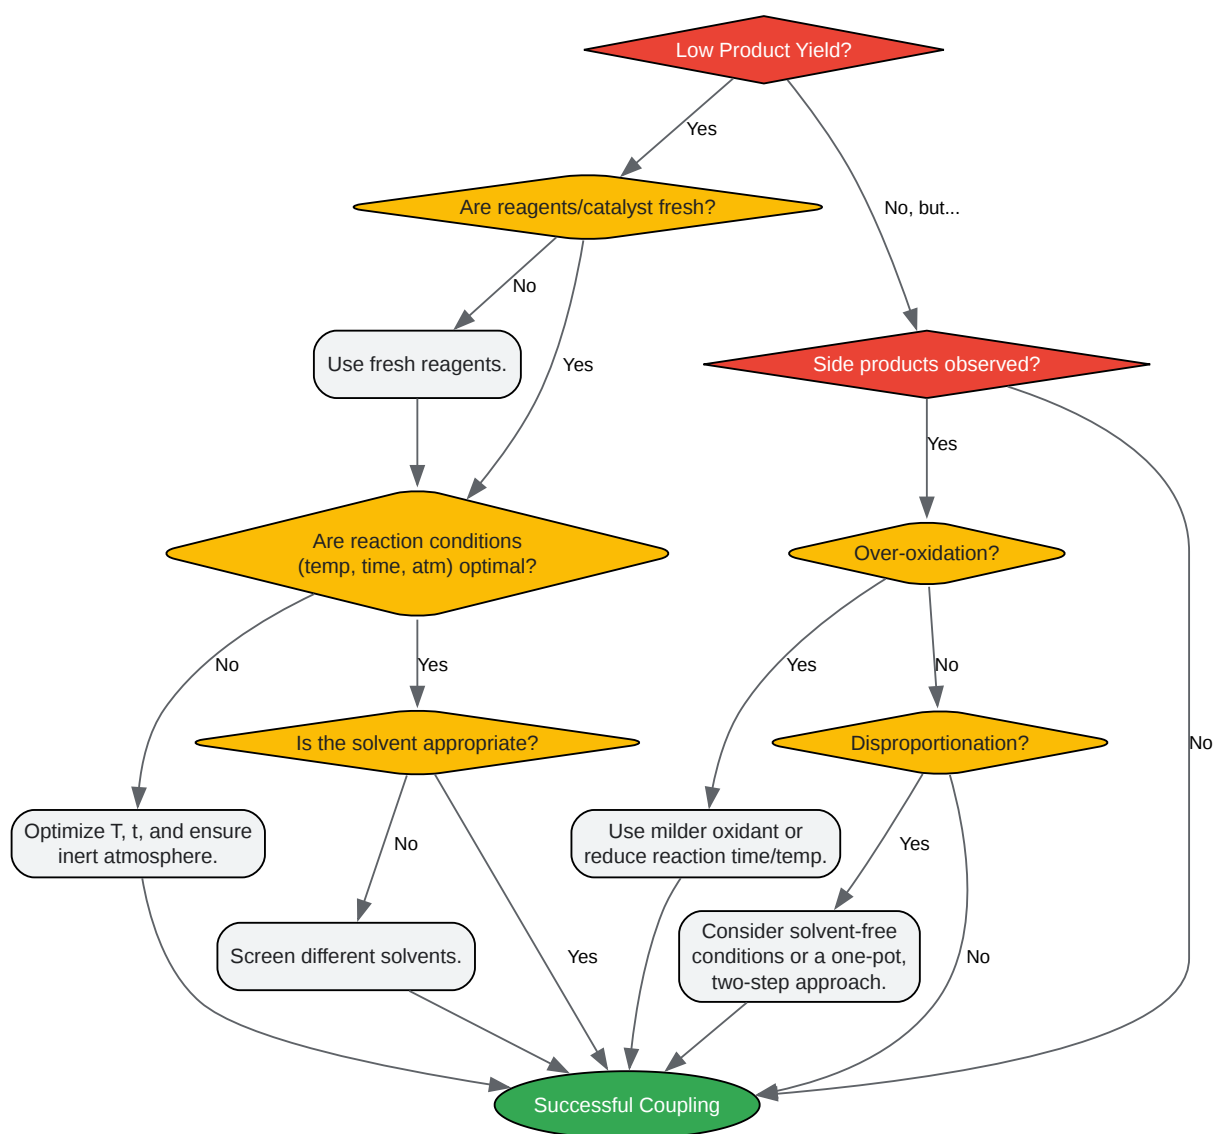 Low Product Yield?
Yes
Are reagents/catalyst fresh?
No, but...
No
Use fresh reagents.
Yes
Side products observed?
Yes
Are reaction conditions
(temp, time, atm) optimal?
Over-oxidation?
No
Yes
Yes
No
Is the solvent appropriate?
Disproportionation?
No
Optimize T, t, and ensure
inert atmosphere.
No
Use milder oxidant or
reduce reaction time/temp.
Yes
Screen different solvents.
Yes
Consider solvent-free
conditions or a one-pot,
two-step approach.
No
Successful Coupling